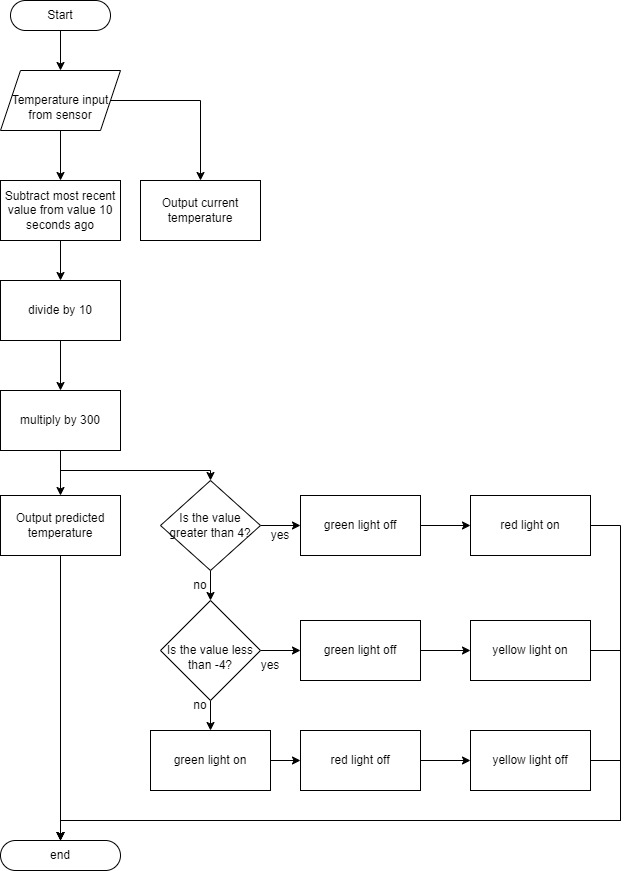 Start
Temperature input
from sensor
Subtract most recent
value from value 10
seconds ago
Output current
temperature
divide by 10
multiply by 300
Output predicted
temperature
Is the value
greater than 4?
yes
green light off
red light on
no
Is the value less
than -4?
yes
green light off
yellow light on
no
green light on
red light off
yellow light off
end